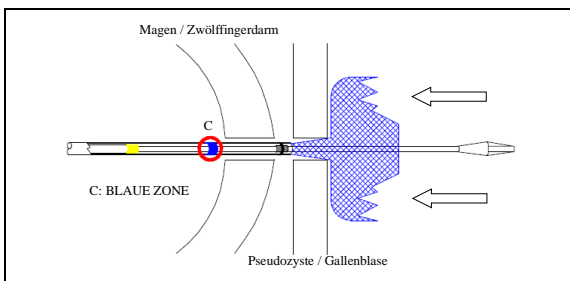 Magen / Zwölffingerdarm
C
C: BLAUE ZONE
Pseudozyste / Gallenblase